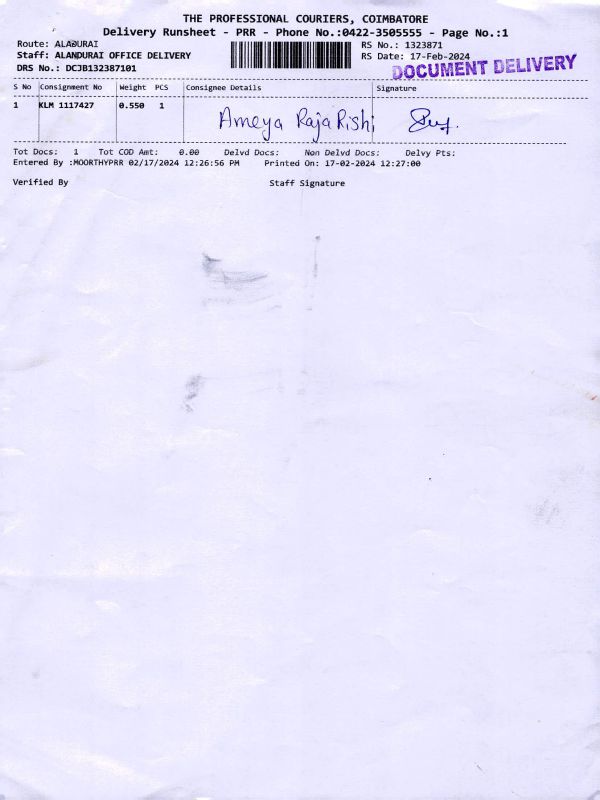 THE PROFESSIONAL COURIERS, COIMBATORE
Delivery Runsheet - PRR - Phone No.:0422-3505555 - Page No.:1
Route: ALANDURAI RS No.: 1323871
Staff: ALANDURAI OFFICE DELIVERY RS Date: 17-Feb-2024
DRS No.: DCJB132387101 DOCUMENT DELIVERY
S No Consignment No Weight PCS Consignee Details Signature
1 KLM 1117427 0.550 1 Ameya Raja Rishi
Tot Docs: 1 Tot COD Amt: 0.00 Delvd Docs: Non Delvd Docs: Delvy Pts:
Entered By :MOORTHYPRR 02/17/2024 12:26:56 PM Printed On: 17-02-2024 12:27:00
Verified By Staff Signature